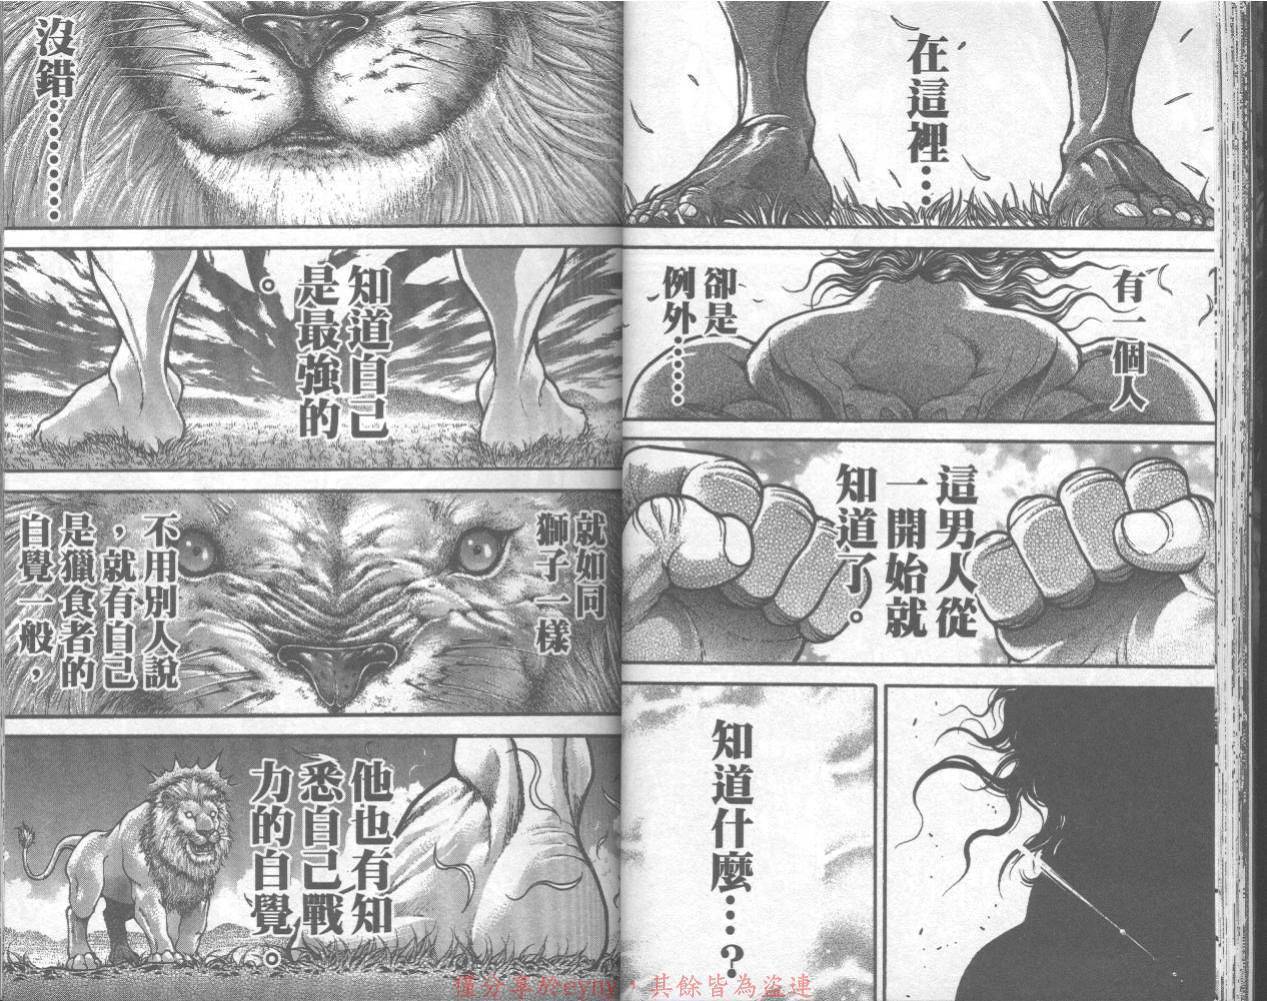 在這裡…
有一個人
卻是
例外……
這男人從
一開始就
知道了。
知道什麼…？
沒錯………
知道自己
是最強的
。
就如同
獅子一樣
不用別人說
，就有自己
是獵食者的
自覺一般，
他也有知
悉自己戰
力的自覺
。
僅分享於eyny，其餘皆為盜連